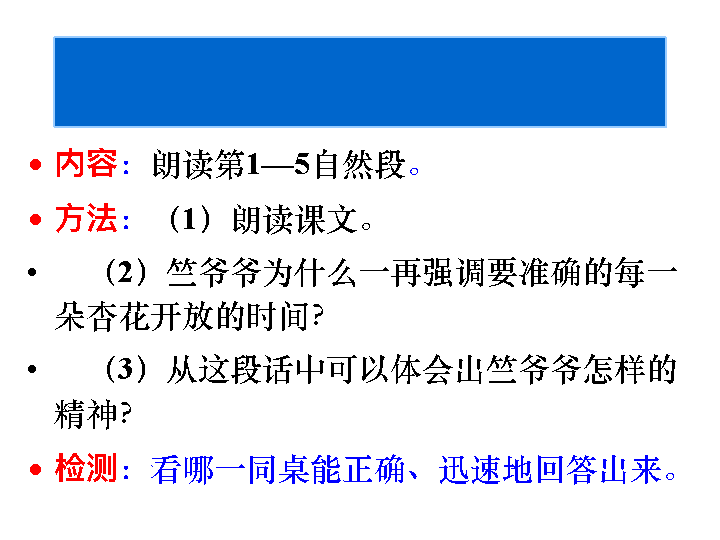 • 内容：朗读第1—5自然段。
• 方法：（1）朗读课文。
• （2）竺爷爷为什么一再强调要准确的每一
朵杏花开放的时间？
• （3）从这段话中可以体会出竺爷爷怎样的
精神？
• 检测：看哪一同桌能正确、迅速地回答出来。